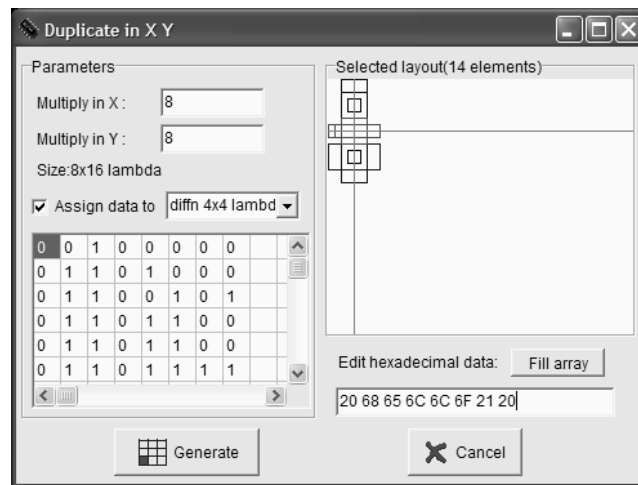 Duplicate in X Y
Parameters
Multiply in X : 8
Multiply in Y : 8
Size:8x16 lambda
Assign data to diffn 4x4 lambd
0 0 1 0 0 0 0 0
0 1 1 0 1 0 0 0
0 1 1 0 0 1 0 1
0 1 1 0 1 1 0 0
0 1 1 0 1 1 0 0
0 1 1 0 1 1 1 1
Generate
Selected layout(14 elements)
Edit hexadecimal data: Fill array
20 68 65 6C 6C 6F 21 20
Cancel